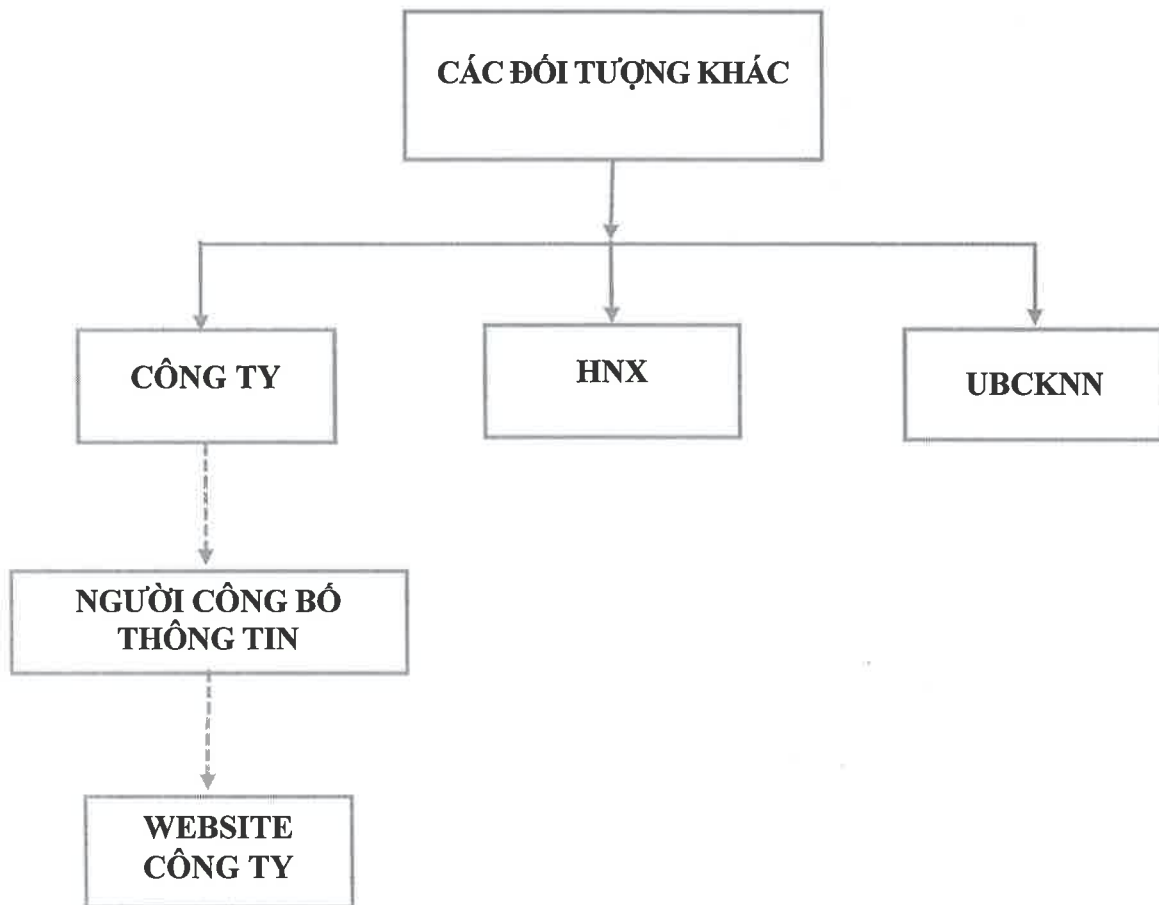 CÁC ĐỐI TƯỢNG KHÁC
CÔNG TY
HNX
UBCKNN
NGƯỜI CÔNG BỐ
THÔNG TIN
WEBSITE
CÔNG TY